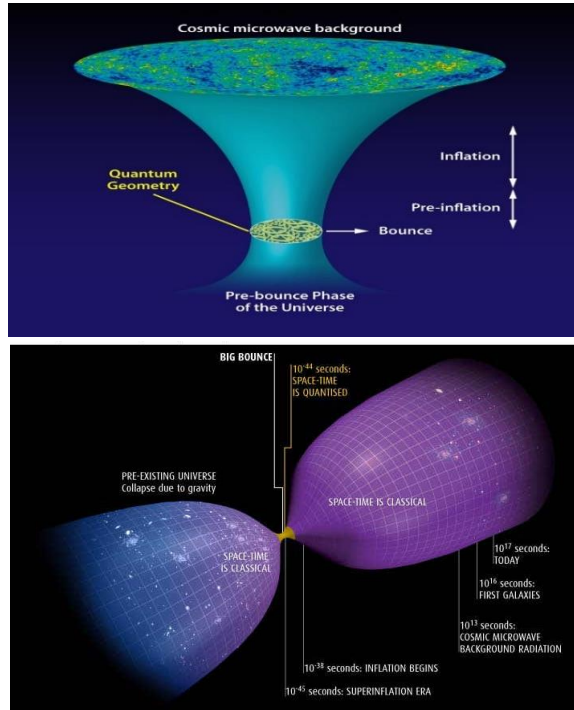 Cosmic microwave background
Inflation
Quantum
Geometry
Pre-inflation
Bounce
Pre-bounce Phase
of the Universe
BIG BOUNCE
10⁻⁴⁴ seconds:
SPACE-TIME
IS QUANTISED
PRE-EXISTING UNIVERSE
Collapse due to gravity
SPACE-TIME IS CLASSICAL
SPACE-TIME
IS CLASSICAL
10¹⁷ seconds:
TODAY
10¹⁶ seconds:
FIRST GALAXIES
10¹³ seconds:
COSMIC MICROWAVE
BACKGROUND RADIATION
10⁻³⁸ seconds: INFLATION BEGINS
10⁻⁴⁵ seconds: SUPERINFLATION ERA